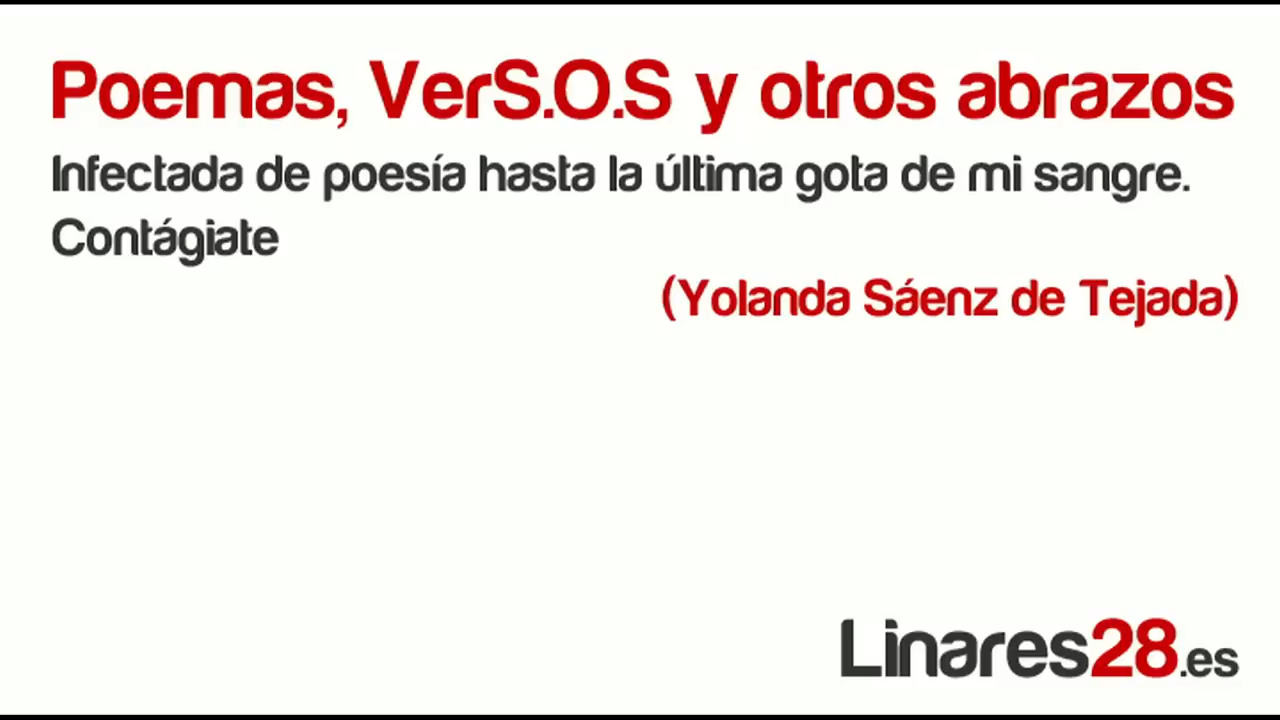 Poemas, VerS.O.S y otros abrazos
Infectada de poesía hasta la última gota de mi sangre.
Contágiate
(Yolanda Sáenz de Tejada)
Linares28.es